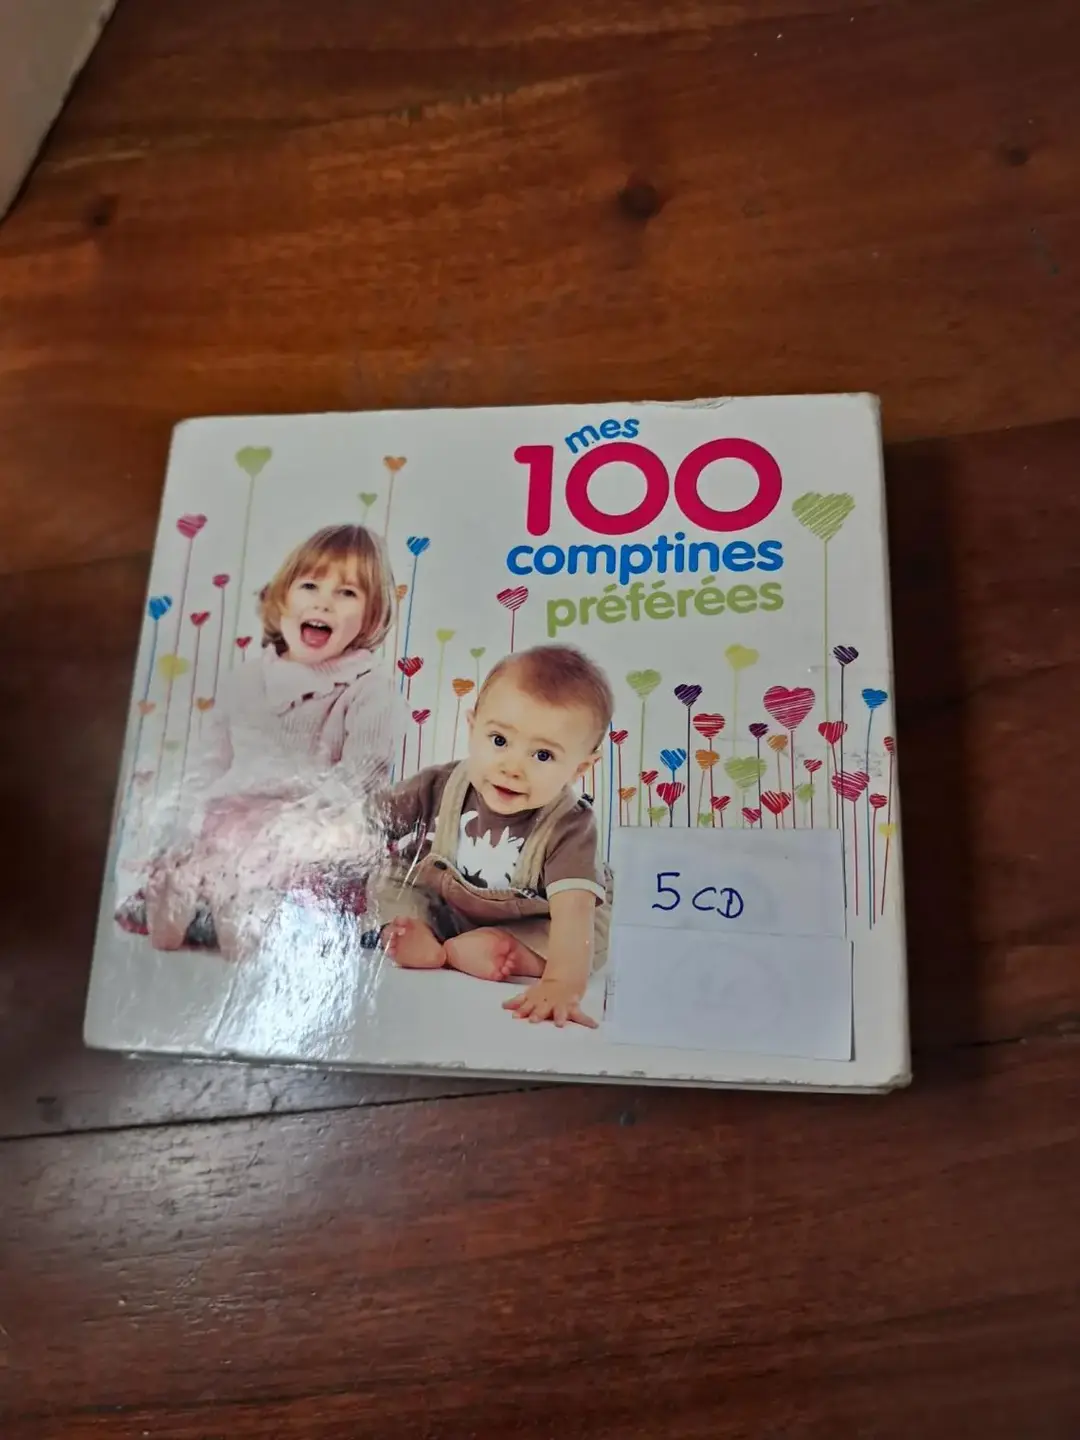 mes
100
comptines
préférées
5 CD